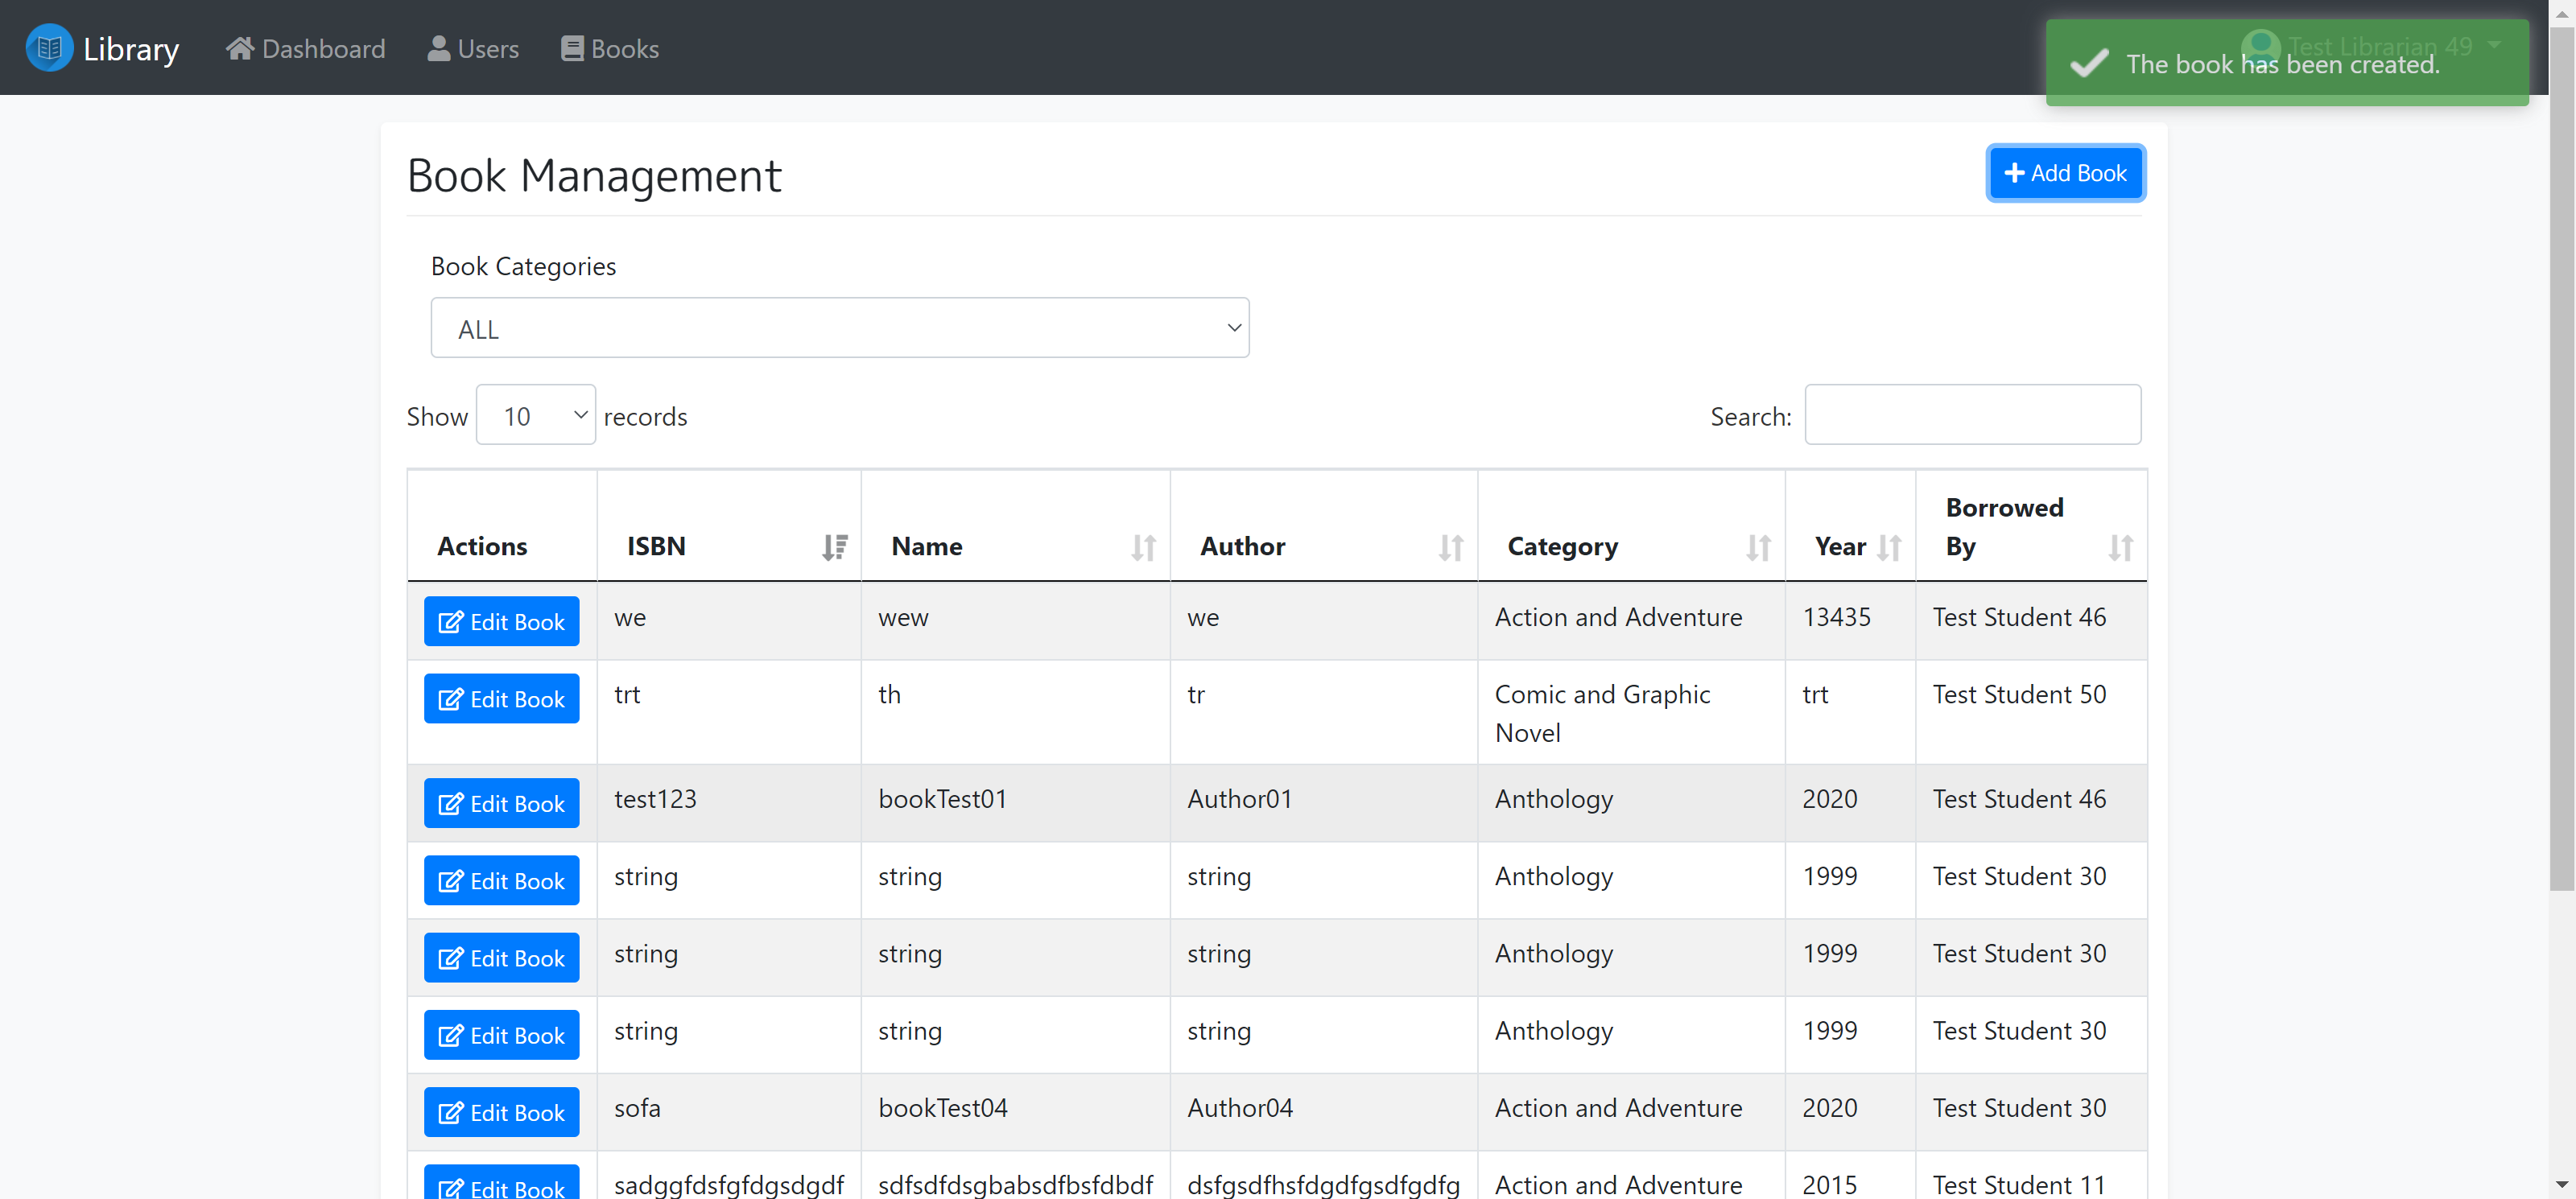 Library Dashboard Users Books Test Librarian 49
The book has been created.
Book Management
Add Book
Book Categories
ALL
Show 10 records Search:
Actions ISBN Name Author Category Year Borrowed By
Edit Book we wew we Action and Adventure 13435 Test Student 46
Edit Book trt th tr Comic and Graphic Novel trt Test Student 50
Edit Book test123 bookTest01 Author01 Anthology 2020 Test Student 46
Edit Book string string string Anthology 1999 Test Student 30
Edit Book string string string Anthology 1999 Test Student 30
Edit Book string string string Anthology 1999 Test Student 30
Edit Book sofa bookTest04 Author04 Action and Adventure 2020 Test Student 30
Edit Book sadggfdsfgfdgsdgdf sdfsdfdsgbabsdfbsfdbdf dsfgsdfhsfdgdfgsdfgdfg Action and Adventure 2015 Test Student 11